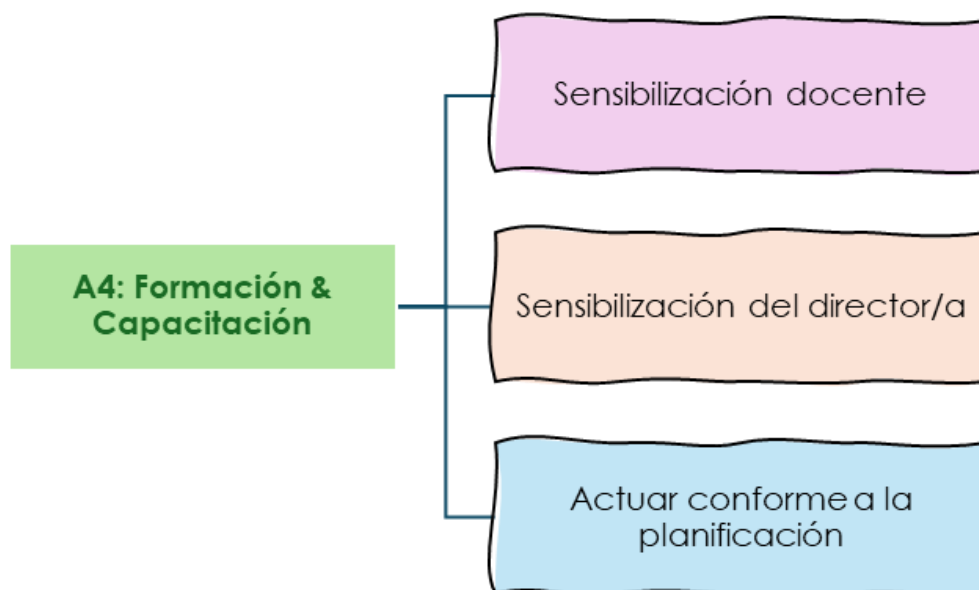 Sensibilización docente
A4: Formación &
Capacitación
Sensibilización del director/a
Actuar conforme a la
planificación